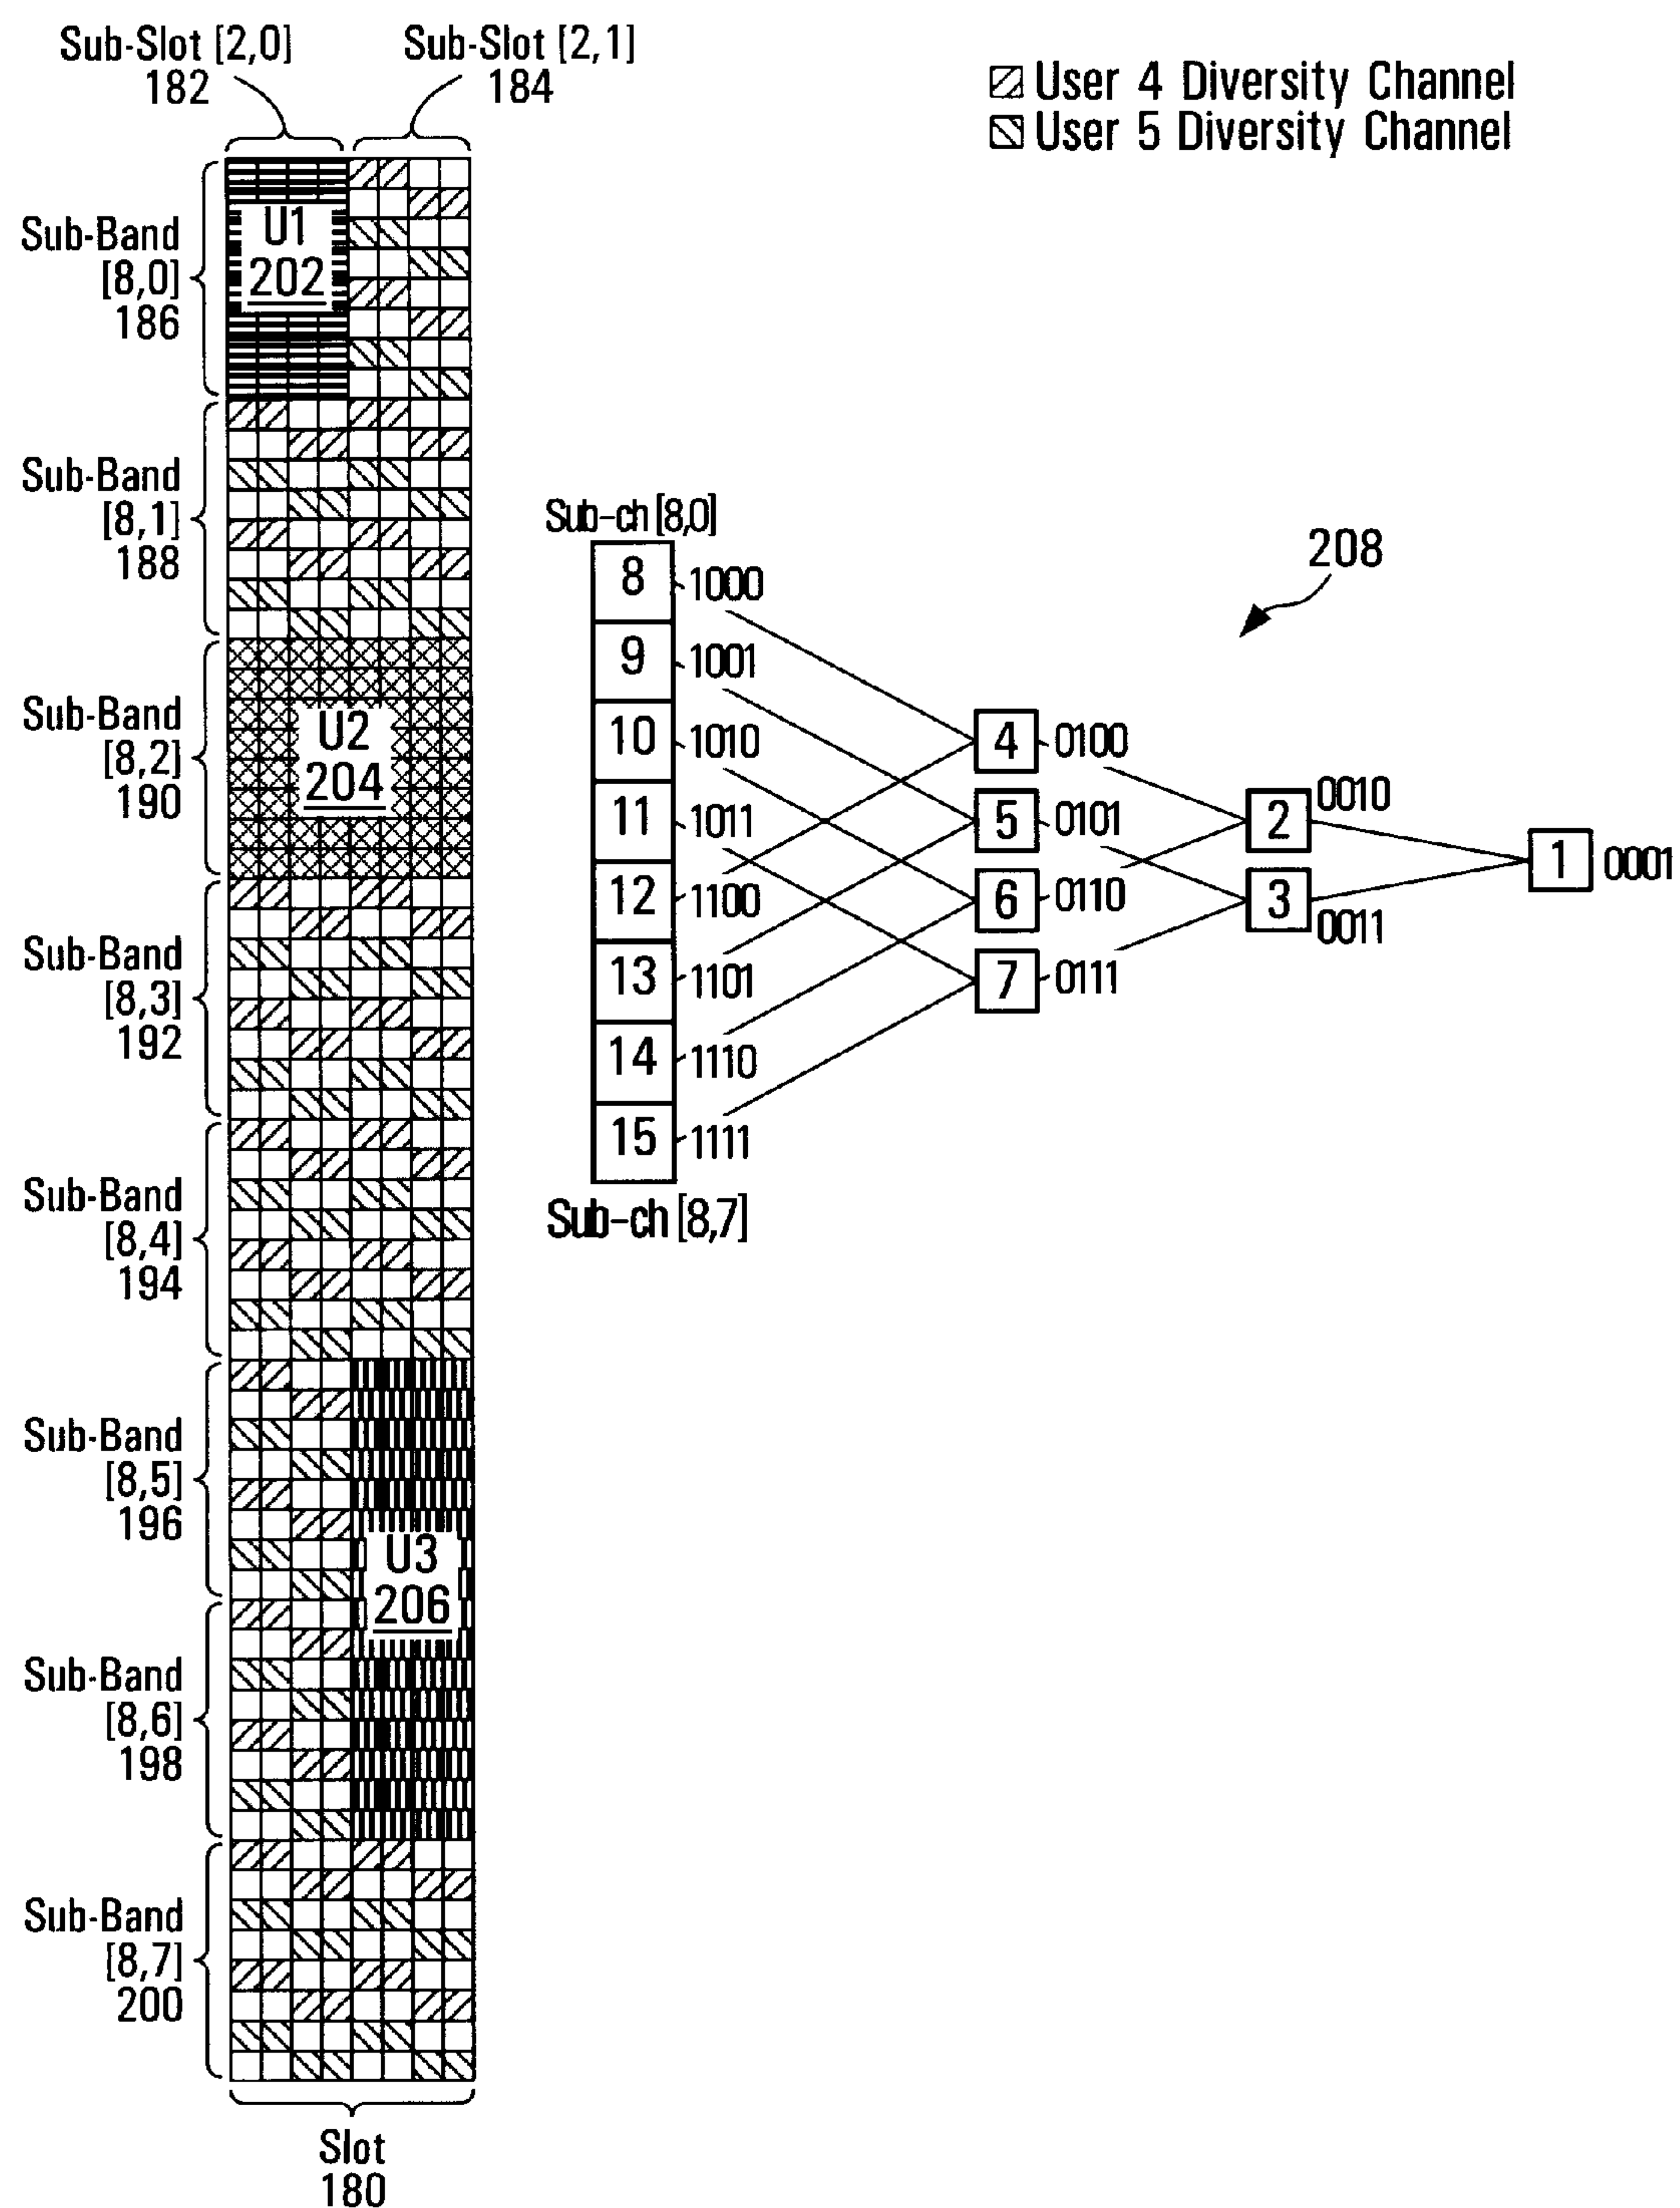 Sub-Slot [2,0]
182
Sub-Slot [2,1]
184
User 4 Diversity Channel
User 5 Diversity Channel
Sub-Band
[8,0]
186
U1
202
Sub-Band
[8,1]
188
Sub-Band
[8,2]
190
U2
204
Sub-Band
[8,3]
192
Sub-Band
[8,4]
194
Sub-Band
[8,5]
196
U3
206
Sub-Band
[8,6]
198
Sub-Band
[8,7]
200
Slot
180
Sub-ch [8,0]
8 1000
9 1001
10 1010
11 1011
12 1100
13 1101
14 1110
15 1111
Sub-ch [8,7]
4 0100
5 0101
6 0110
7 0111
2 0010
3 0011
1 0001
208